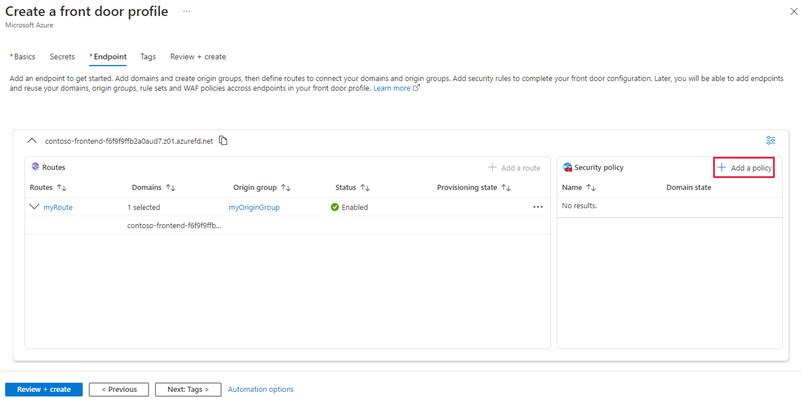 Create a front door profile ...
Microsoft Azure
* Basics Secrets * Endpoint Tags Review + create
Add an endpoint to get started. Add domains and create origin groups, then define routes to connect your domains and origin groups. Add security rules to complete your front door configuration. Later, you will be able to add endpoints
and reuse your domains, origin groups, rule sets and WAF policies accross endpoints in your front door profile. Learn more
contoso-frontend-f6f9f9ffb2a0aud7.z01.azurefd.net
Routes + Add a route
Routes Domains Origin group Status Provisioning state
myRoute 1 selected myOriginGroup Enabled ...
contoso-frontend-f6f9f9ffb...
Security policy + Add a policy
Name Domain state
No results.
Review + create < Previous Next: Tags > Automation options